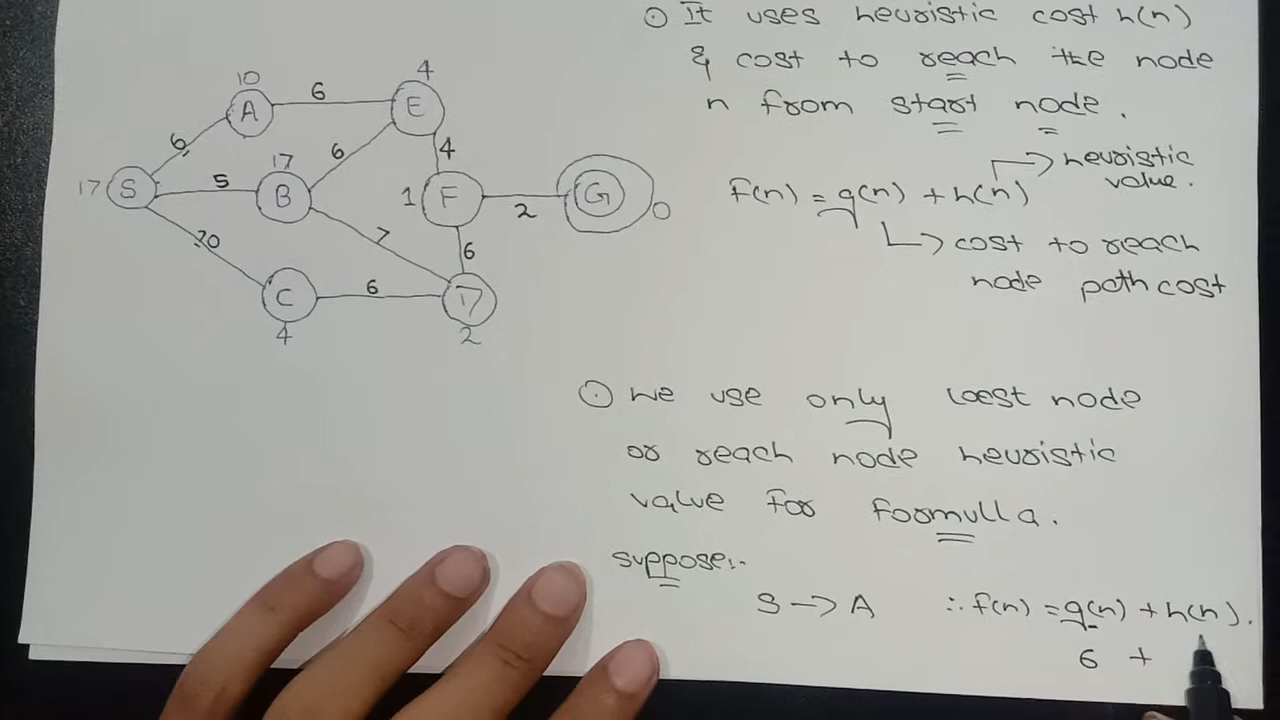 ⊙ It uses heuristic cost h(n)
& cost to reach the node
n from start node.
f(n) = g(n) + h(n)
→ heuristic
value.
→ cost to reach
node path cost
⊙ we use only
node
or reach node heuristic
value for formulla.
suppose:-
S → A ∴ f(n) = g(n) + h(n).
6 +
10
A
6
4
E
6
17
S
5
17
B
6
4
1
F
2
G
0
C
4
6
7
6
2